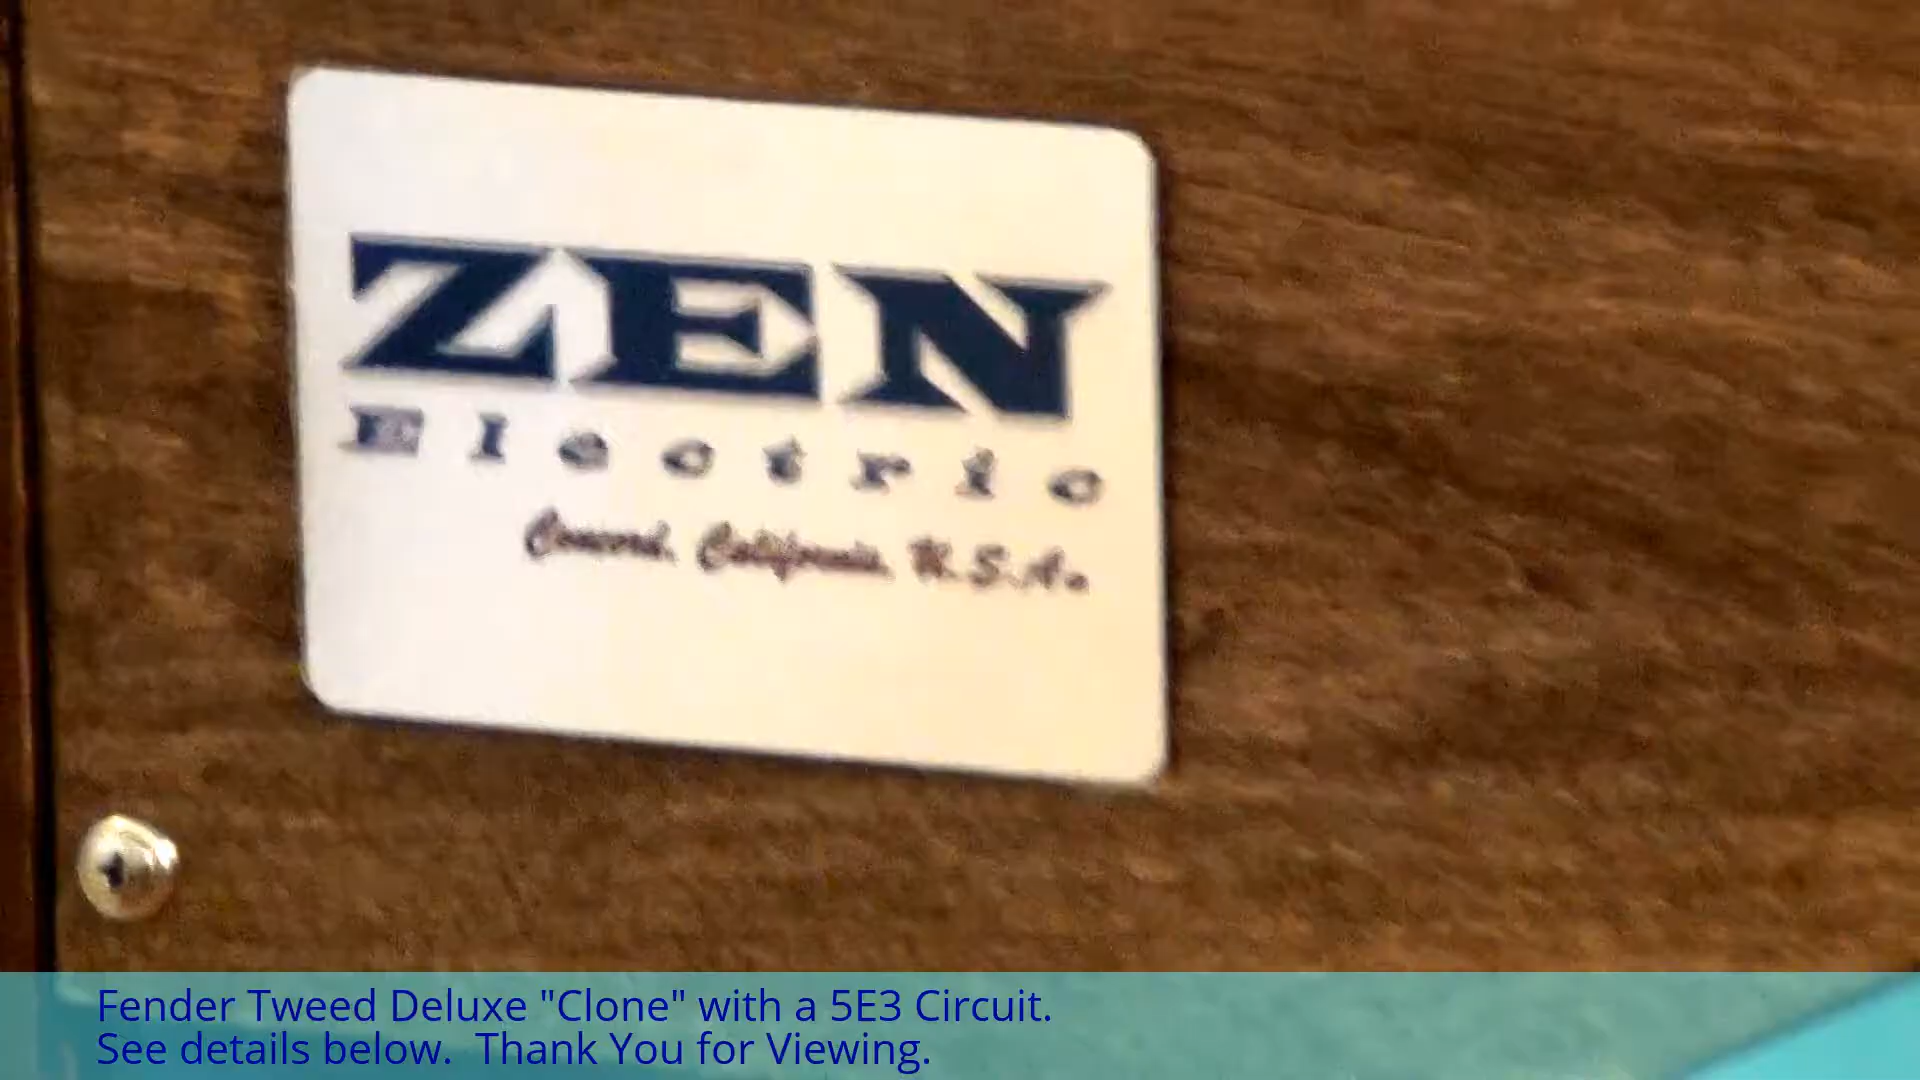 ZEN
Electric
Concord, California, U.S.A.
Fender Tweed Deluxe "Clone" with a 5E3 Circuit.
See details below. Thank You for Viewing.